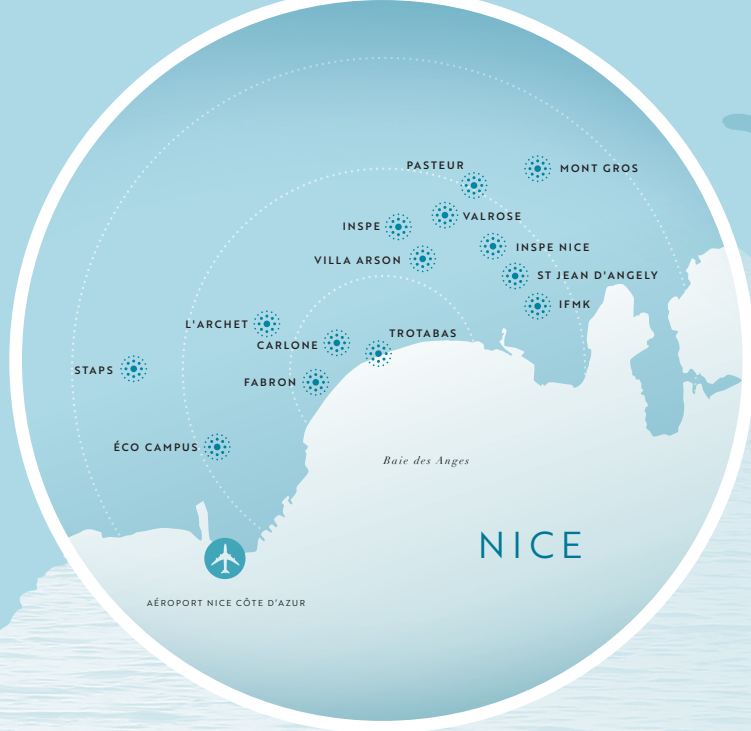 PASTEUR
MONT GROS
VALROSE
INSPE
INSPE NICE
VILLA ARSON
ST JEAN D'ANGELY
IFMK
L'ARCHET
TROTABAS
CARLONE
STAPS
FABRON
ÉCO CAMPUS
Baie des Anges
NICE
AÉROPORT NICE CÔTE D'AZUR